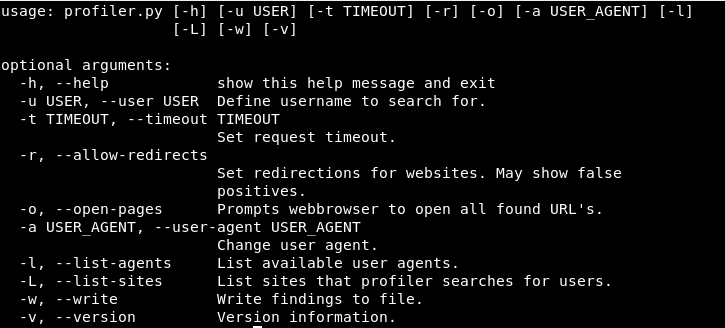 usage: profiler.py [-h] [-u USER] [-t TIMEOUT] [-r] [-o] [-a USER_AGENT] [-l]
                   [-L] [-w] [-v]

optional arguments:
  -h, --help            show this help message and exit
  -u USER, --user USER  Define username to search for.
  -t TIMEOUT, --timeout TIMEOUT
                        Set request timeout.
  -r, --allow-redirects
                        Set redirections for websites. May show false
                        positives.
  -o, --open-pages      Prompts webbrowser to open all found URL's.
  -a USER_AGENT, --user-agent USER_AGENT
                        Change user agent.
  -l, --list-agents     List available user agents.
  -L, --list-sites      List sites that profiler searches for users.
  -w, --write           Write findings to file.
  -v, --version         Version information.